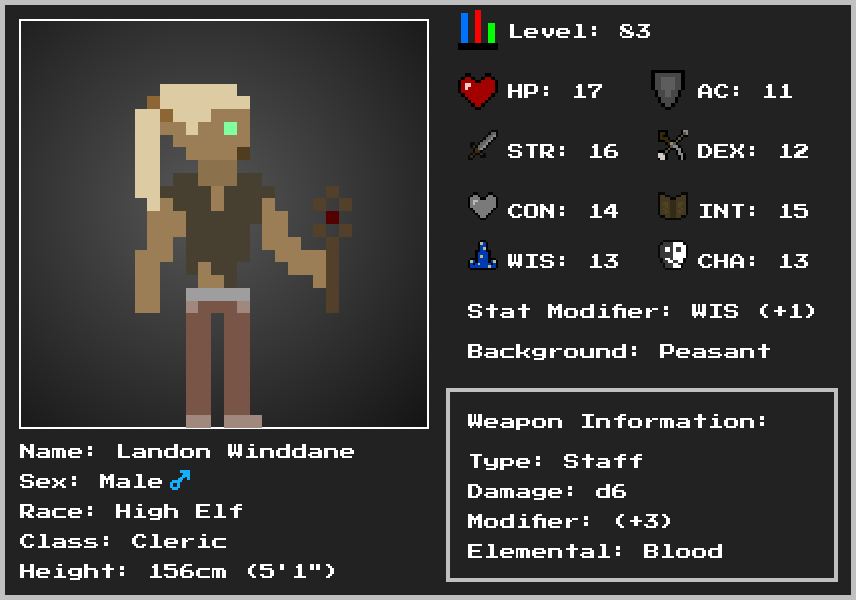 Level: 83
HP: 17
AC: 11
STR: 16
DEX: 12
CON: 14
INT: 15
WIS: 13
CHA: 13
Stat Modifier: WIS (+1)
Background: Peasant
Weapon Information:
Type: Staff
Damage: d6
Modifier: (+3)
Elemental: Blood
Name: Landon Winddane
Sex: Male ♂
Race: High Elf
Class: Cleric
Height: 156cm (5'1")